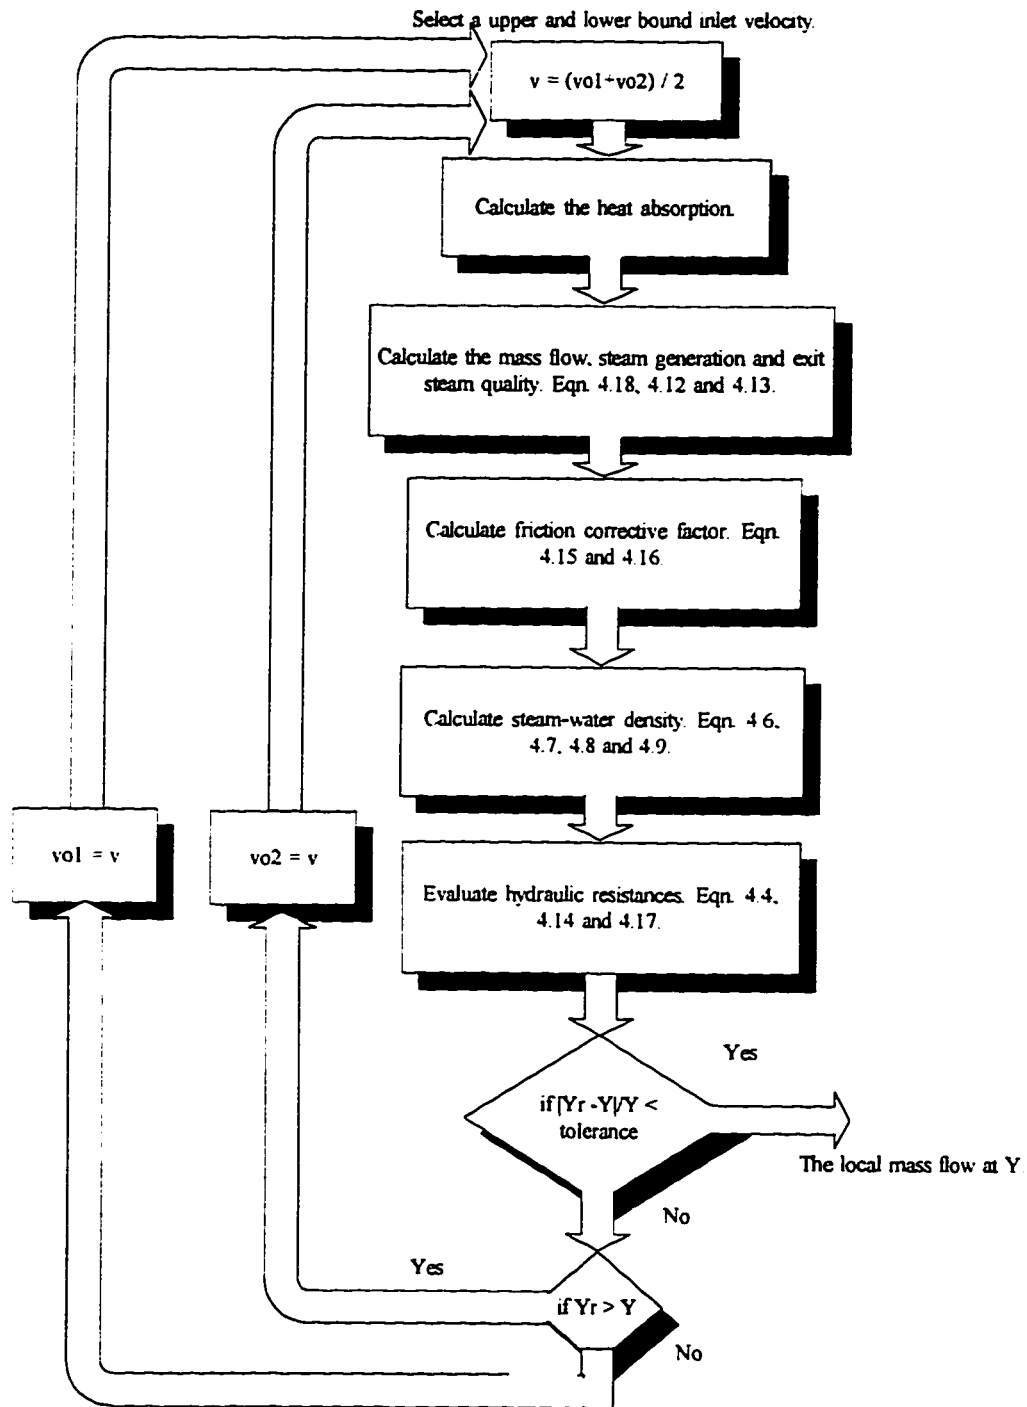 Select a upper and lower bound inlet velocity.
v = (vo1+vo2) / 2
Calculate the heat absorption.
Calculate the mass flow, steam generation and exit
steam quality. Eqn. 4.18, 4.12 and 4.13.
Calculate friction corrective factor. Eqn.
4.15 and 4.16.
Calculate steam-water density. Eqn. 4.6,
4.7, 4.8 and 4.9.
vo1 = v
vo2 = v
Evaluate hydraulic resistances. Eqn. 4.4,
4.14 and 4.17.
Yes
if |Yr -Y|/Y <
tolerance
The local mass flow at Y.
No
Yes
if Yr > Y
No